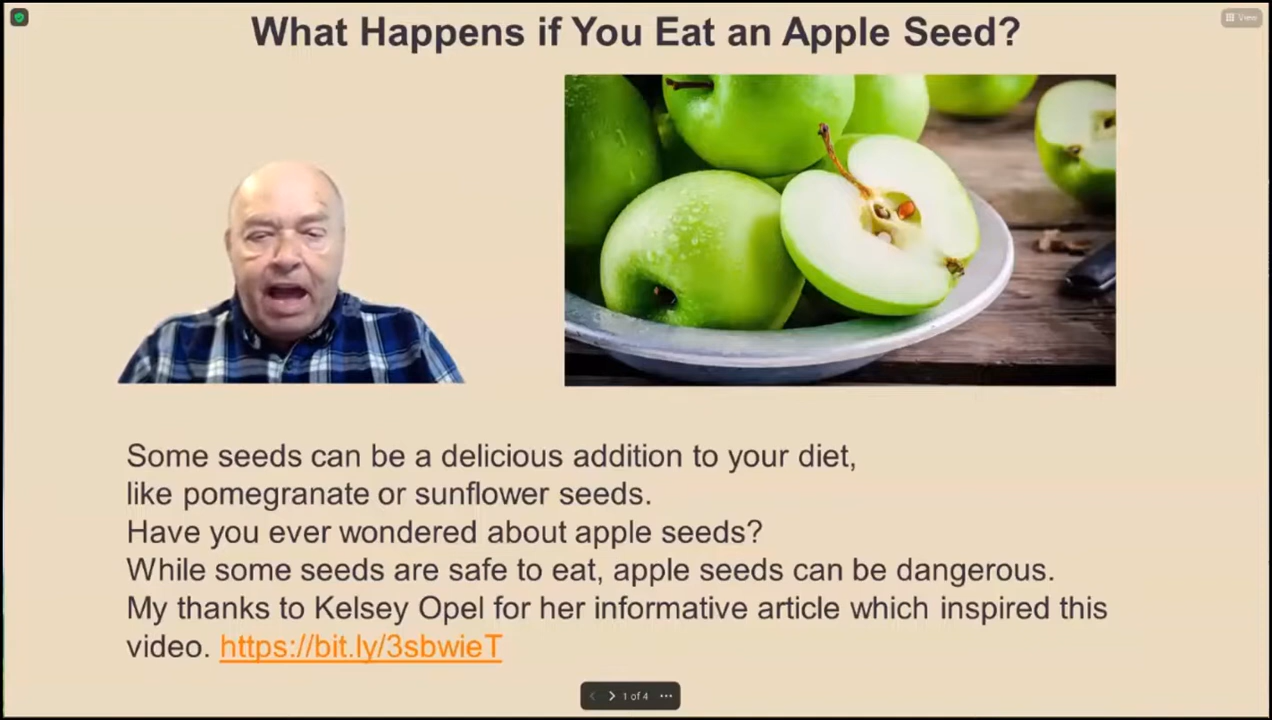 View
What Happens if You Eat an Apple Seed?
Some seeds can be a delicious addition to your diet,
like pomegranate or sunflower seeds.
Have you ever wondered about apple seeds?
While some seeds are safe to eat, apple seeds can be dangerous.
My thanks to Kelsey Opel for her informative article which inspired this
video. https://bit.ly/3sbwieT
1 of 4